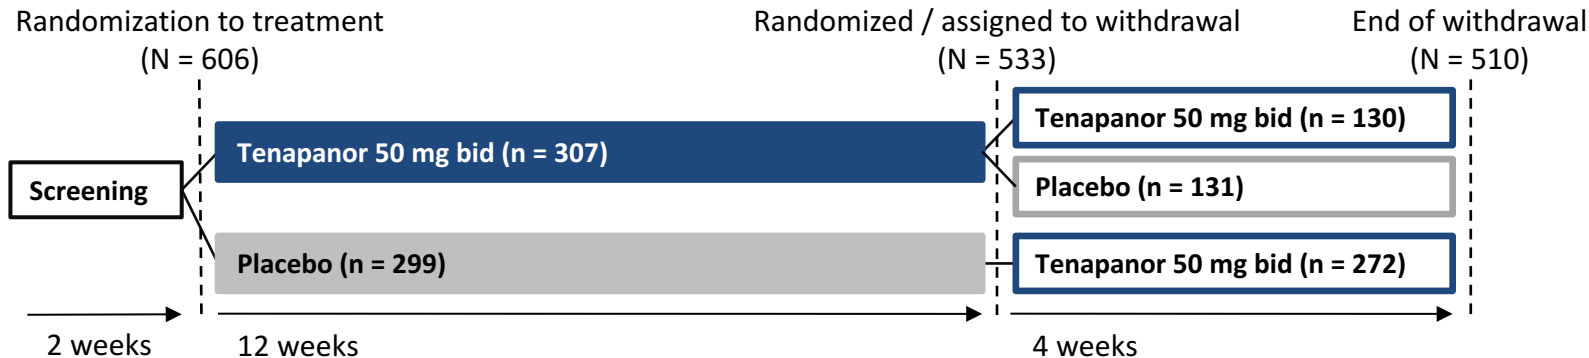 Randomization to treatment
(N = 606)
Randomized / assigned to withdrawal
(N = 533)
End of withdrawal
(N = 510)
Screening
Tenapanor 50 mg bid (n = 307)
Placebo (n = 299)
Tenapanor 50 mg bid (n = 130)
Placebo (n = 131)
Tenapanor 50 mg bid (n = 272)
2 weeks
12 weeks
4 weeks